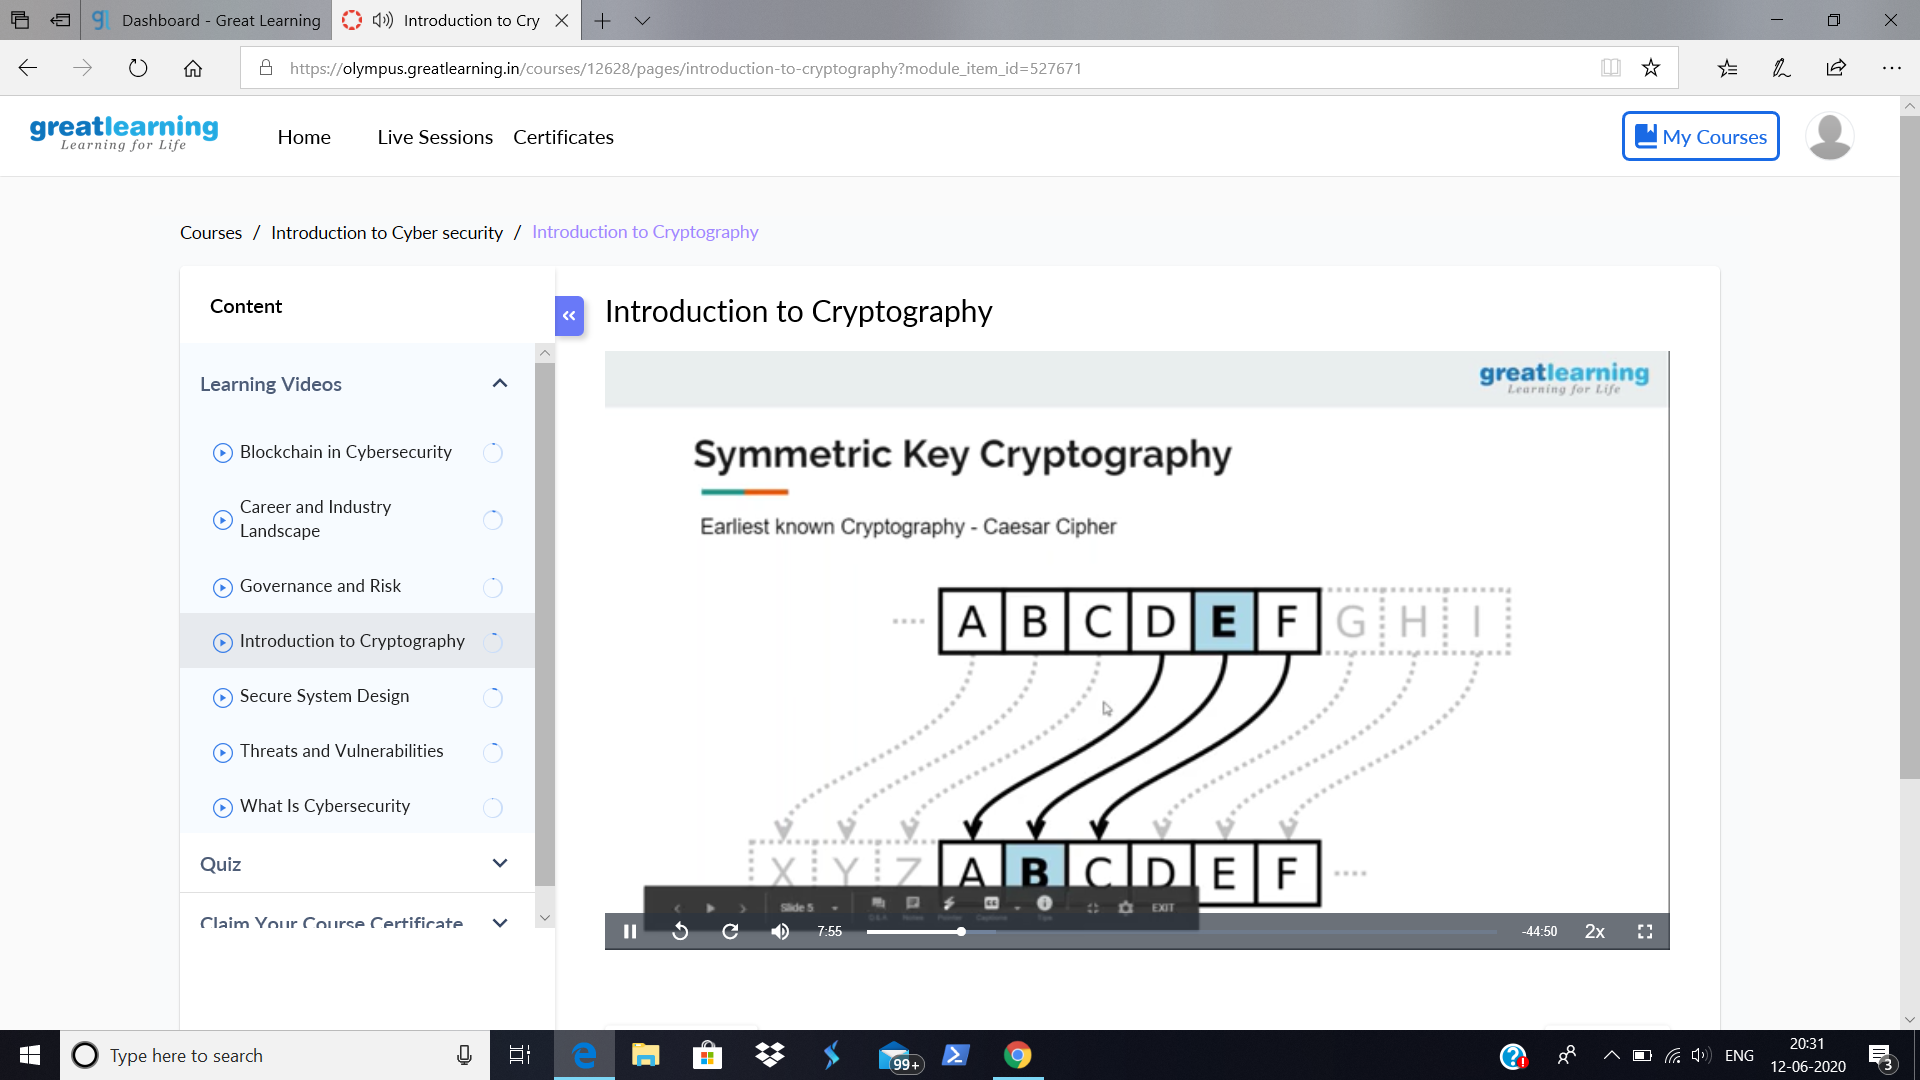 Dashboard - Great Learning
Introduction to Cry
https://olympus.greatlearning.in/courses/12628/pages/introduction-to-cryptography?module_item_id=527671
greatlearning
Learning for Life
Home
Live Sessions
Certificates
My Courses
Courses / Introduction to Cyber security / Introduction to Cryptography
Content
Learning Videos
Blockchain in Cybersecurity
Career and Industry
Landscape
Governance and Risk
Introduction to Cryptography
Secure System Design
Threats and Vulnerabilities
What Is Cybersecurity
Quiz
Claim Your Course Certificate
Introduction to Cryptography
greatlearning
Learning for Life
Symmetric Key Cryptography
Earliest known Cryptography - Caesar Cipher
A B C D E F G H I
X Y Z A B C D E F
Slide 5
EXIT
7:55
-44:50
2x
Type here to search
99+
ENG
20:31
12-06-2020
3